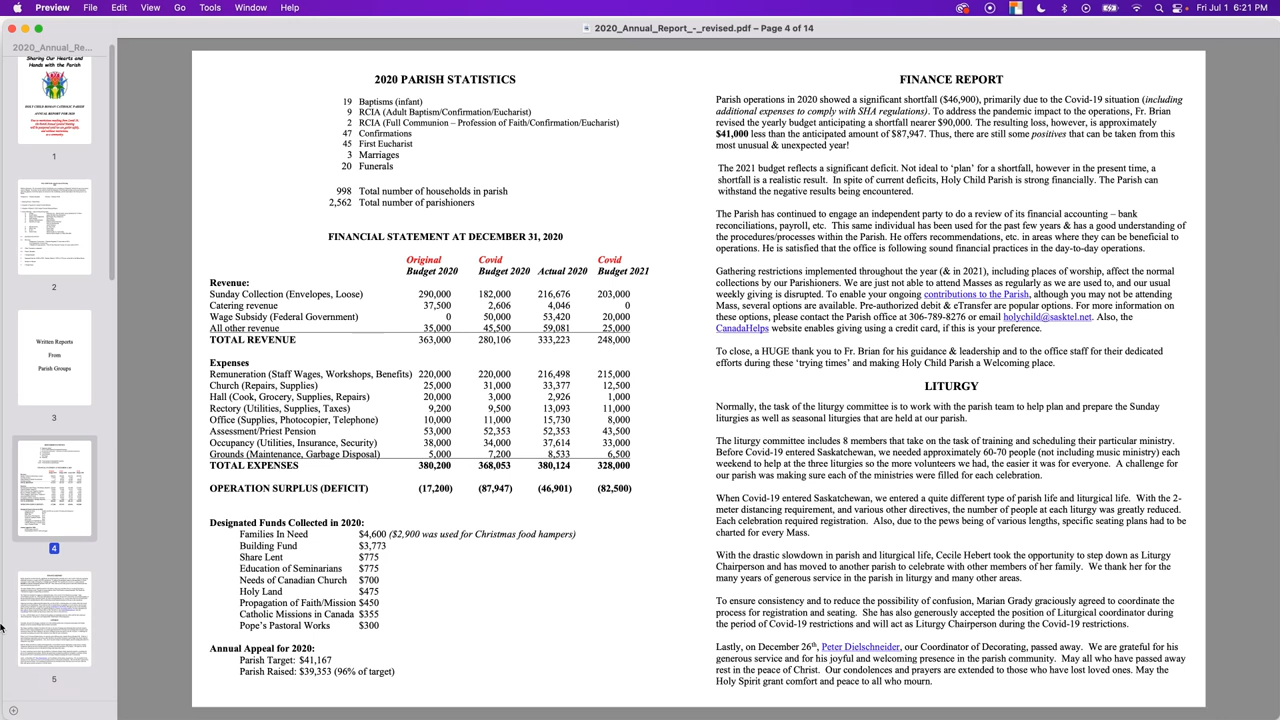 Preview File Edit View Go Tools Window Help
Fri Jul 1 6:21 PM
2020_Annual_Report_-_revised.pdf – Page 4 of 14
2020_Annual_Re...
Sharing Our Hearts and
Hands with the Parish
HOLY CHILD ROMAN CATHOLIC PARISH
ANNUAL REPORT FOR 2020
1
2
Written Reports
From
Parish Groups
3
4
5
2020 PARISH STATISTICS
19 Baptisms (infant)
9 RCIA (Adult Baptism/Confirmation/Eucharist)
2 RCIA (Full Communion – Profession of Faith/Confirmation/Eucharist)
47 Confirmations
45 First Eucharist
3 Marriages
20 Funerals
998 Total number of households in parish
2,562 Total number of parishioners
FINANCIAL STATEMENT AT DECEMBER 31, 2020
Original Covid Covid
Budget 2020 Budget 2020 Actual 2020 Budget 2021
Revenue:
Sunday Collection (Envelopes, Loose) 290,000 182,000 216,676 203,000
Catering revenue 37,500 2,606 4,046 0
Wage Subsidy (Federal Government) 0 50,000 53,420 20,000
All other revenue 35,000 45,500 59,081 25,000
TOTAL REVENUE 363,000 280,106 333,223 248,000
Expenses
Remuneration (Staff Wages, Workshops, Benefits) 220,000 220,000 216,498 215,000
Church (Repairs, Supplies) 25,000 31,000 33,377 12,500
Hall (Cook, Grocery, Supplies, Repairs) 20,000 3,000 2,926 1,000
Rectory (Utilities, Supplies, Taxes) 9,200 9,500 13,093 11,000
Office (Supplies, Photocopier, Telephone) 10,000 11,000 15,730 8,000
Assessment/Priest Pension 53,000 52,353 52,353 43,500
Occupancy (Utilities, Insurance, Security) 38,000 34,000 37,614 33,000
Grounds (Maintenance, Garbage Disposal) 5,000 7,200 8,533 6,500
TOTAL EXPENSES 380,200 368,053 380,124 328,000
OPERATION SURPLUS (DEFICIT) (17,200) (87,947) (46,901) (82,500)
Designated Funds Collected in 2020:
Families In Need $4,600 ($2,900 was used for Christmas food hampers)
Building Fund $3,773
Share Lent $775
Education of Seminarians $775
Needs of Canadian Church $700
Holy Land $475
Propagation of Faith/Mission $450
Catholic Missions in Canada $355
Pope's Pastoral Works $300
Annual Appeal for 2020:
Parish Target: $41,167
Parish Raised: $39,353 (96% of target)
FINANCE REPORT
Parish operations in 2020 showed a significant shortfall ($46,900), primarily due to the Covid-19 situation (including
additional expenses to comply with SHA regulations). To address the pandemic impact to the operations, Fr. Brian
revised the yearly budget anticipating a shortfall nearer $90,000. The resulting loss, however, is approximately
$41,000 less than the anticipated amount of $87,947. Thus, there are still some positives that can be taken from this
most unusual & unexpected year!
The 2021 budget reflects a significant deficit. Not ideal to 'plan' for a shortfall, however in the present time, a
shortfall is a realistic result. In spite of current deficits, Holy Child Parish is strong financially. The Parish can
withstand the negative results being encountered.
The Parish has continued to engage an independent party to do a review of its financial accounting – bank
reconciliations, payroll, etc. This same individual has been used for the past few years & has a good understanding of
the procedures/processes within the Parish. He offers recommendations, etc. in areas where they can be beneficial to
operations. He is satisfied that the office is following sound financial practices in the day-to-day operations.
Gathering restrictions implemented throughout the year (& in 2021), including places of worship, affect the normal
collections by our Parishioners. We are just not able to attend Masses as regularly as we are used to, and our usual
weekly giving is disrupted. To enable your ongoing contributions to the Parish, although you may not be attending
Mass, several options are available. Pre-authorized debit & eTransfer are popular options. For more information on
these options, please contact the Parish office at 306-789-8276 or email holychild@sasktel.net. Also, the
CanadaHelps website enables giving using a credit card, if this is your preference.
To close, a HUGE thank you to Fr. Brian for his guidance & leadership and to the office staff for their dedicated
efforts during these 'trying times' and making Holy Child Parish a Welcoming place.
LITURGY
Normally, the task of the liturgy committee is to work with the parish team to help plan and prepare the Sunday
liturgies as well as seasonal liturgies that are held at our parish.
The liturgy committee includes 8 members that take on the task of training and scheduling their particular ministry.
Before Covid-19 entered Saskatchewan, we needed approximately 60-70 people (not including music ministry) each
weekend to help at the three liturgies so the more volunteers we had, the easier it was for everyone. A challenge for
our parish was making sure each of the ministries were filled for each celebration.
When Covid-19 entered Saskatchewan, we entered a quite different type of parish life and liturgical life. With the 2-
meter distancing requirement, and various other directives, the number of people at each liturgy was greatly reduced.
Each celebration required registration. Also, due to the pews being of various lengths, specific seating plans had to be
charted for every Mass.
With the drastic slowdown in parish and liturgical life, Cecile Hebert took the opportunity to step down as Liturgy
Chairperson and has moved to another parish to celebrate with other members of her family. We thank her for the
many years of generous service in the parish in liturgy and many other areas.
To ensure consistency and to reduce the possibility of confusion, Marian Grady graciously agreed to coordinate the
process for registration and seating. She has also generously accepted the position of Liturgical coordinator during
the period of Covid-19 restrictions and will act as Liturgy Chairperson during the Covid-19 restrictions.
Lastly, on December 26th, Peter Dielschneider, our Coordinator of Decorating, passed away. We are grateful for his
generous service and for his joyful and welcoming presence in the parish community. May all who have passed away
rest in the peace of Christ. Our condolences and prayers are extended to those who have lost loved ones. May the
Holy Spirit grant comfort and peace to all who mourn.